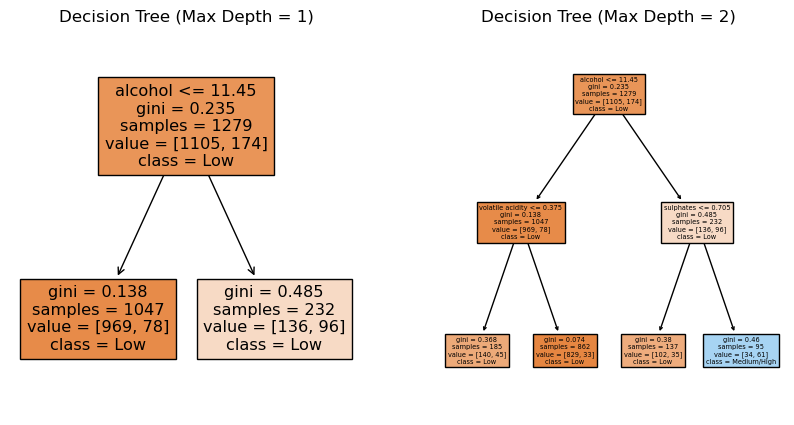 Decision Tree (Max Depth = 1)
alcohol <= 11.45
gini = 0.235
samples = 1279
value = [1105, 174]
class = Low
gini = 0.138
samples = 1047
value = [969, 78]
class = Low
gini = 0.485
samples = 232
value = [136, 96]
class = Low
Decision Tree (Max Depth = 2)
alcohol <= 11.45
gini = 0.235
samples = 1279
value = [1105, 174]
class = Low
volatile acidity <= 0.375
gini = 0.138
samples = 1047
value = [969, 78]
class = Low
sulphates <= 0.705
gini = 0.485
samples = 232
value = [136, 96]
class = Low
gini = 0.368
samples = 185
value = [140, 45]
class = Low
gini = 0.074
samples = 862
value = [829, 33]
class = Low
gini = 0.38
samples = 137
value = [102, 35]
class = Low
gini = 0.46
samples = 95
value = [34, 61]
class = Medium/High